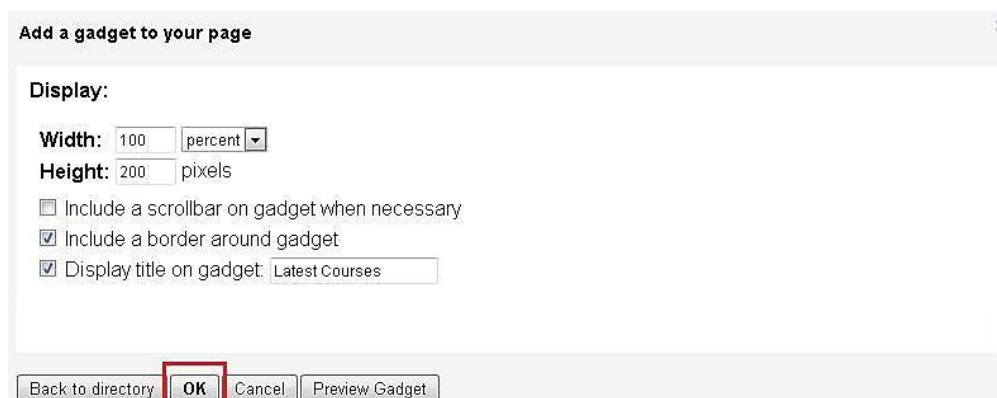 Add a gadget to your page
Display:
Width: 100 percent
Height: 200 pixels
Include a scrollbar on gadget when necessary
Include a border around gadget
Display title on gadget: Latest Courses
Back to directory OK Cancel Preview Gadget